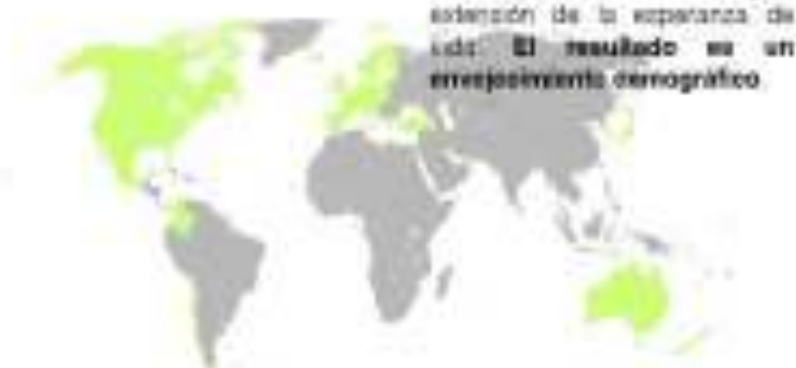 extensión de la esperanza de
vida. El resultado es un
envejecimiento demográfico